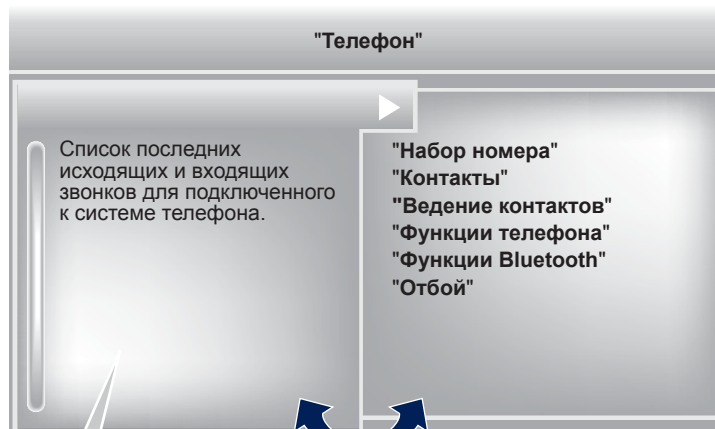 "Телефон"
Список последних
исходящих и входящих
звонков для подключенного
к системе телефона.
"Набор номера"
"Контакты"
"Ведение контактов"
"Функции телефона"
"Функции Bluetooth"
"Отбой"